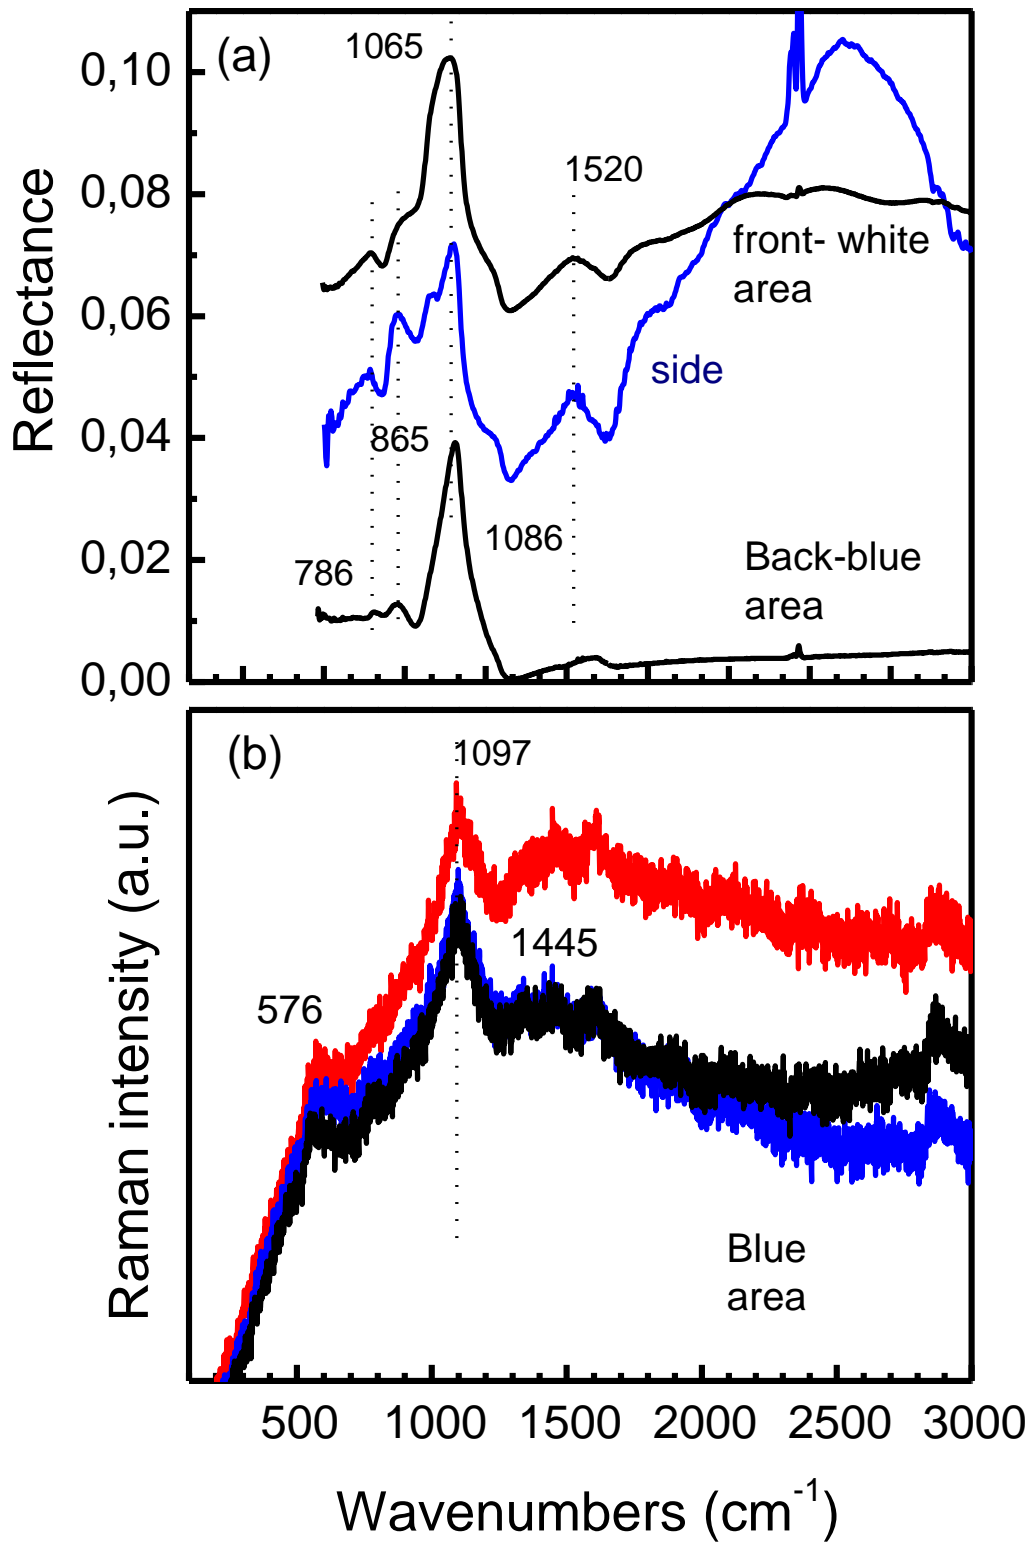 (a)
1065
0,10
1520
0,08
front- white
area
0,06
side
865
0,04
1086
Back-blue
area
0,02
786
0,00
Reflectance
(b)
1097
1445
576
Blue
area
Raman intensity (a.u.)
500 1000 1500 2000 2500 3000
Wavenumbers (cm⁻¹)